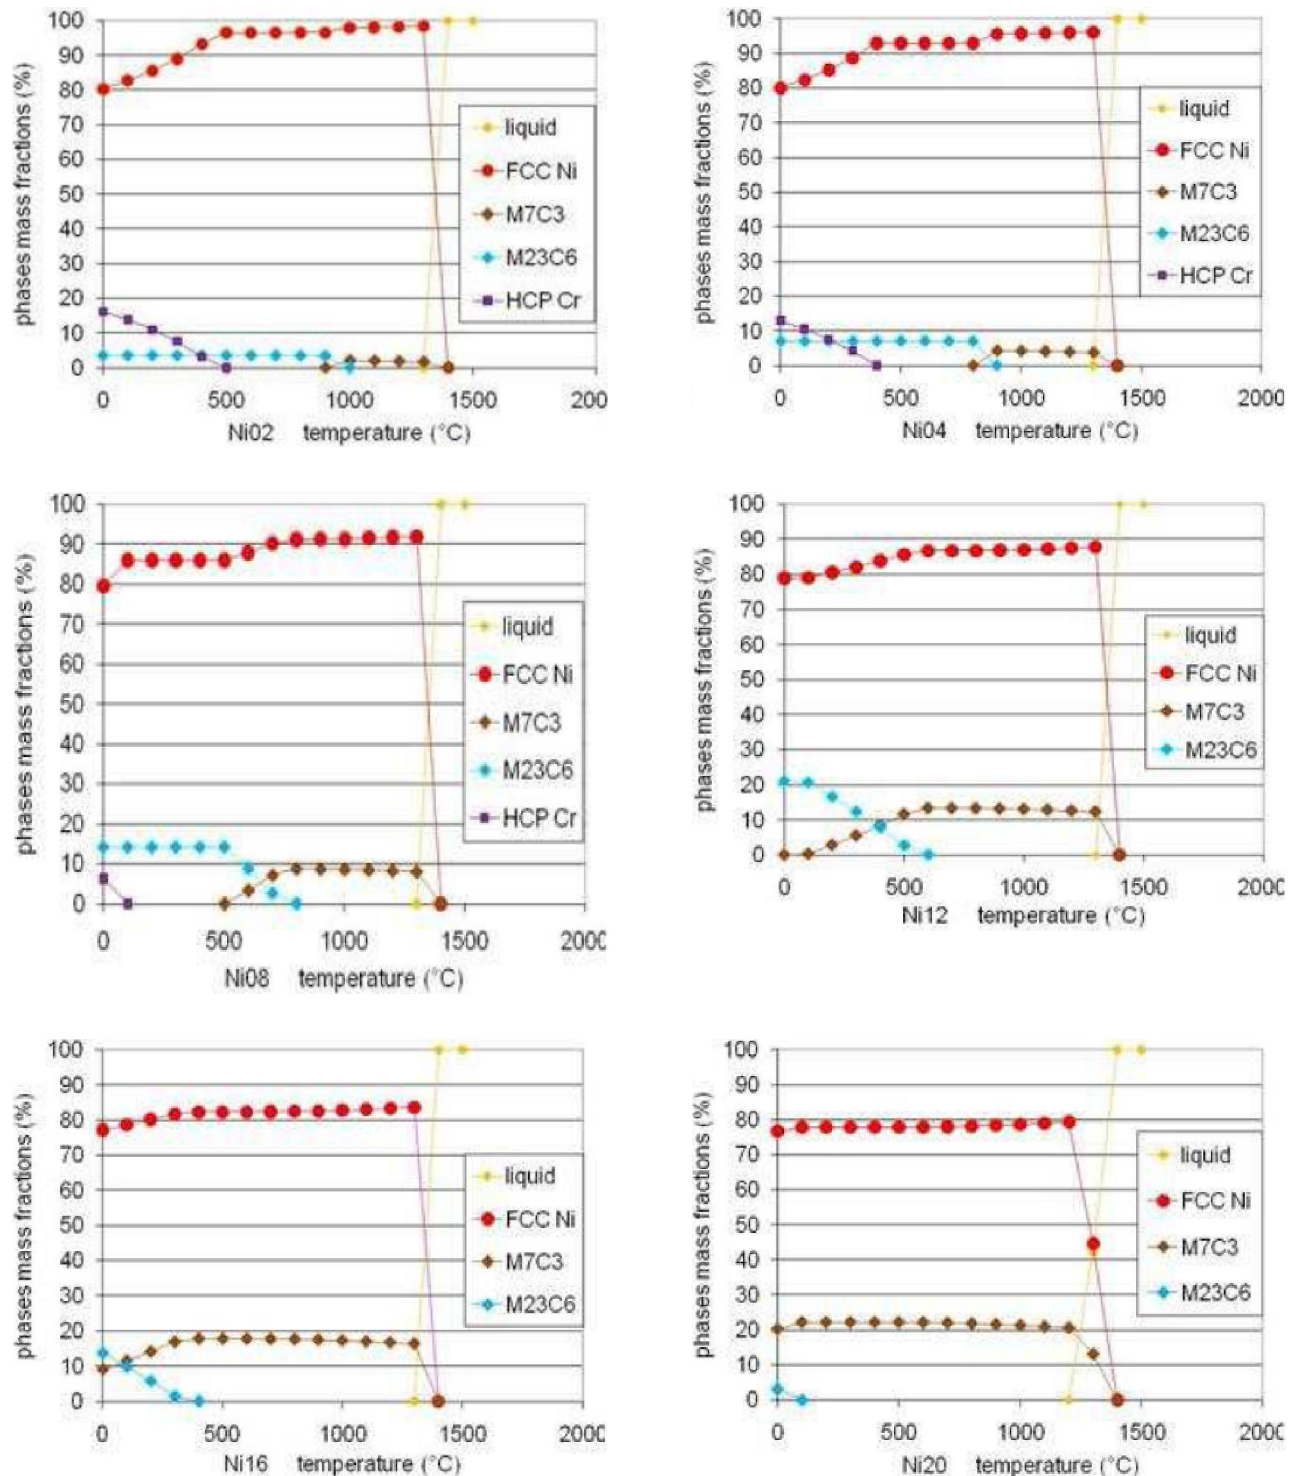 phases mass fractions (%)
100
90
80
70
60
50
40
30
20
10
0
liquid
FCC Ni
M7C3
M23C6
HCP Cr
0 500 1000 1500 200
Ni02 temperature (°C)
phases mass fractions (%)
100
90
80
70
60
50
40
30
20
10
0
liquid
FCC Ni
M7C3
M23C6
HCP Cr
0 500 1000 1500 2000
Ni04 temperature (°C)
phases mass fractions (%)
100
90
80
70
60
50
40
30
20
10
0
liquid
FCC Ni
M7C3
M23C6
HCP Cr
0 500 1000 1500 2000
Ni08 temperature (°C)
phases mass fractions (%)
100
90
80
70
60
50
40
30
20
10
0
liquid
FCC Ni
M7C3
M23C6
0 500 1000 1500 2000
Ni12 temperature (°C)
phases mass fractions (%)
100
90
80
70
60
50
40
30
20
10
0
liquid
FCC Ni
M7C3
M23C6
0 500 1000 1500 2000
Ni16 temperature (°C)
phases mass fractions (%)
100
90
80
70
60
50
40
30
20
10
0
liquid
FCC Ni
M7C3
M23C6
0 500 1000 1500 2000
Ni20 temperature (°C)